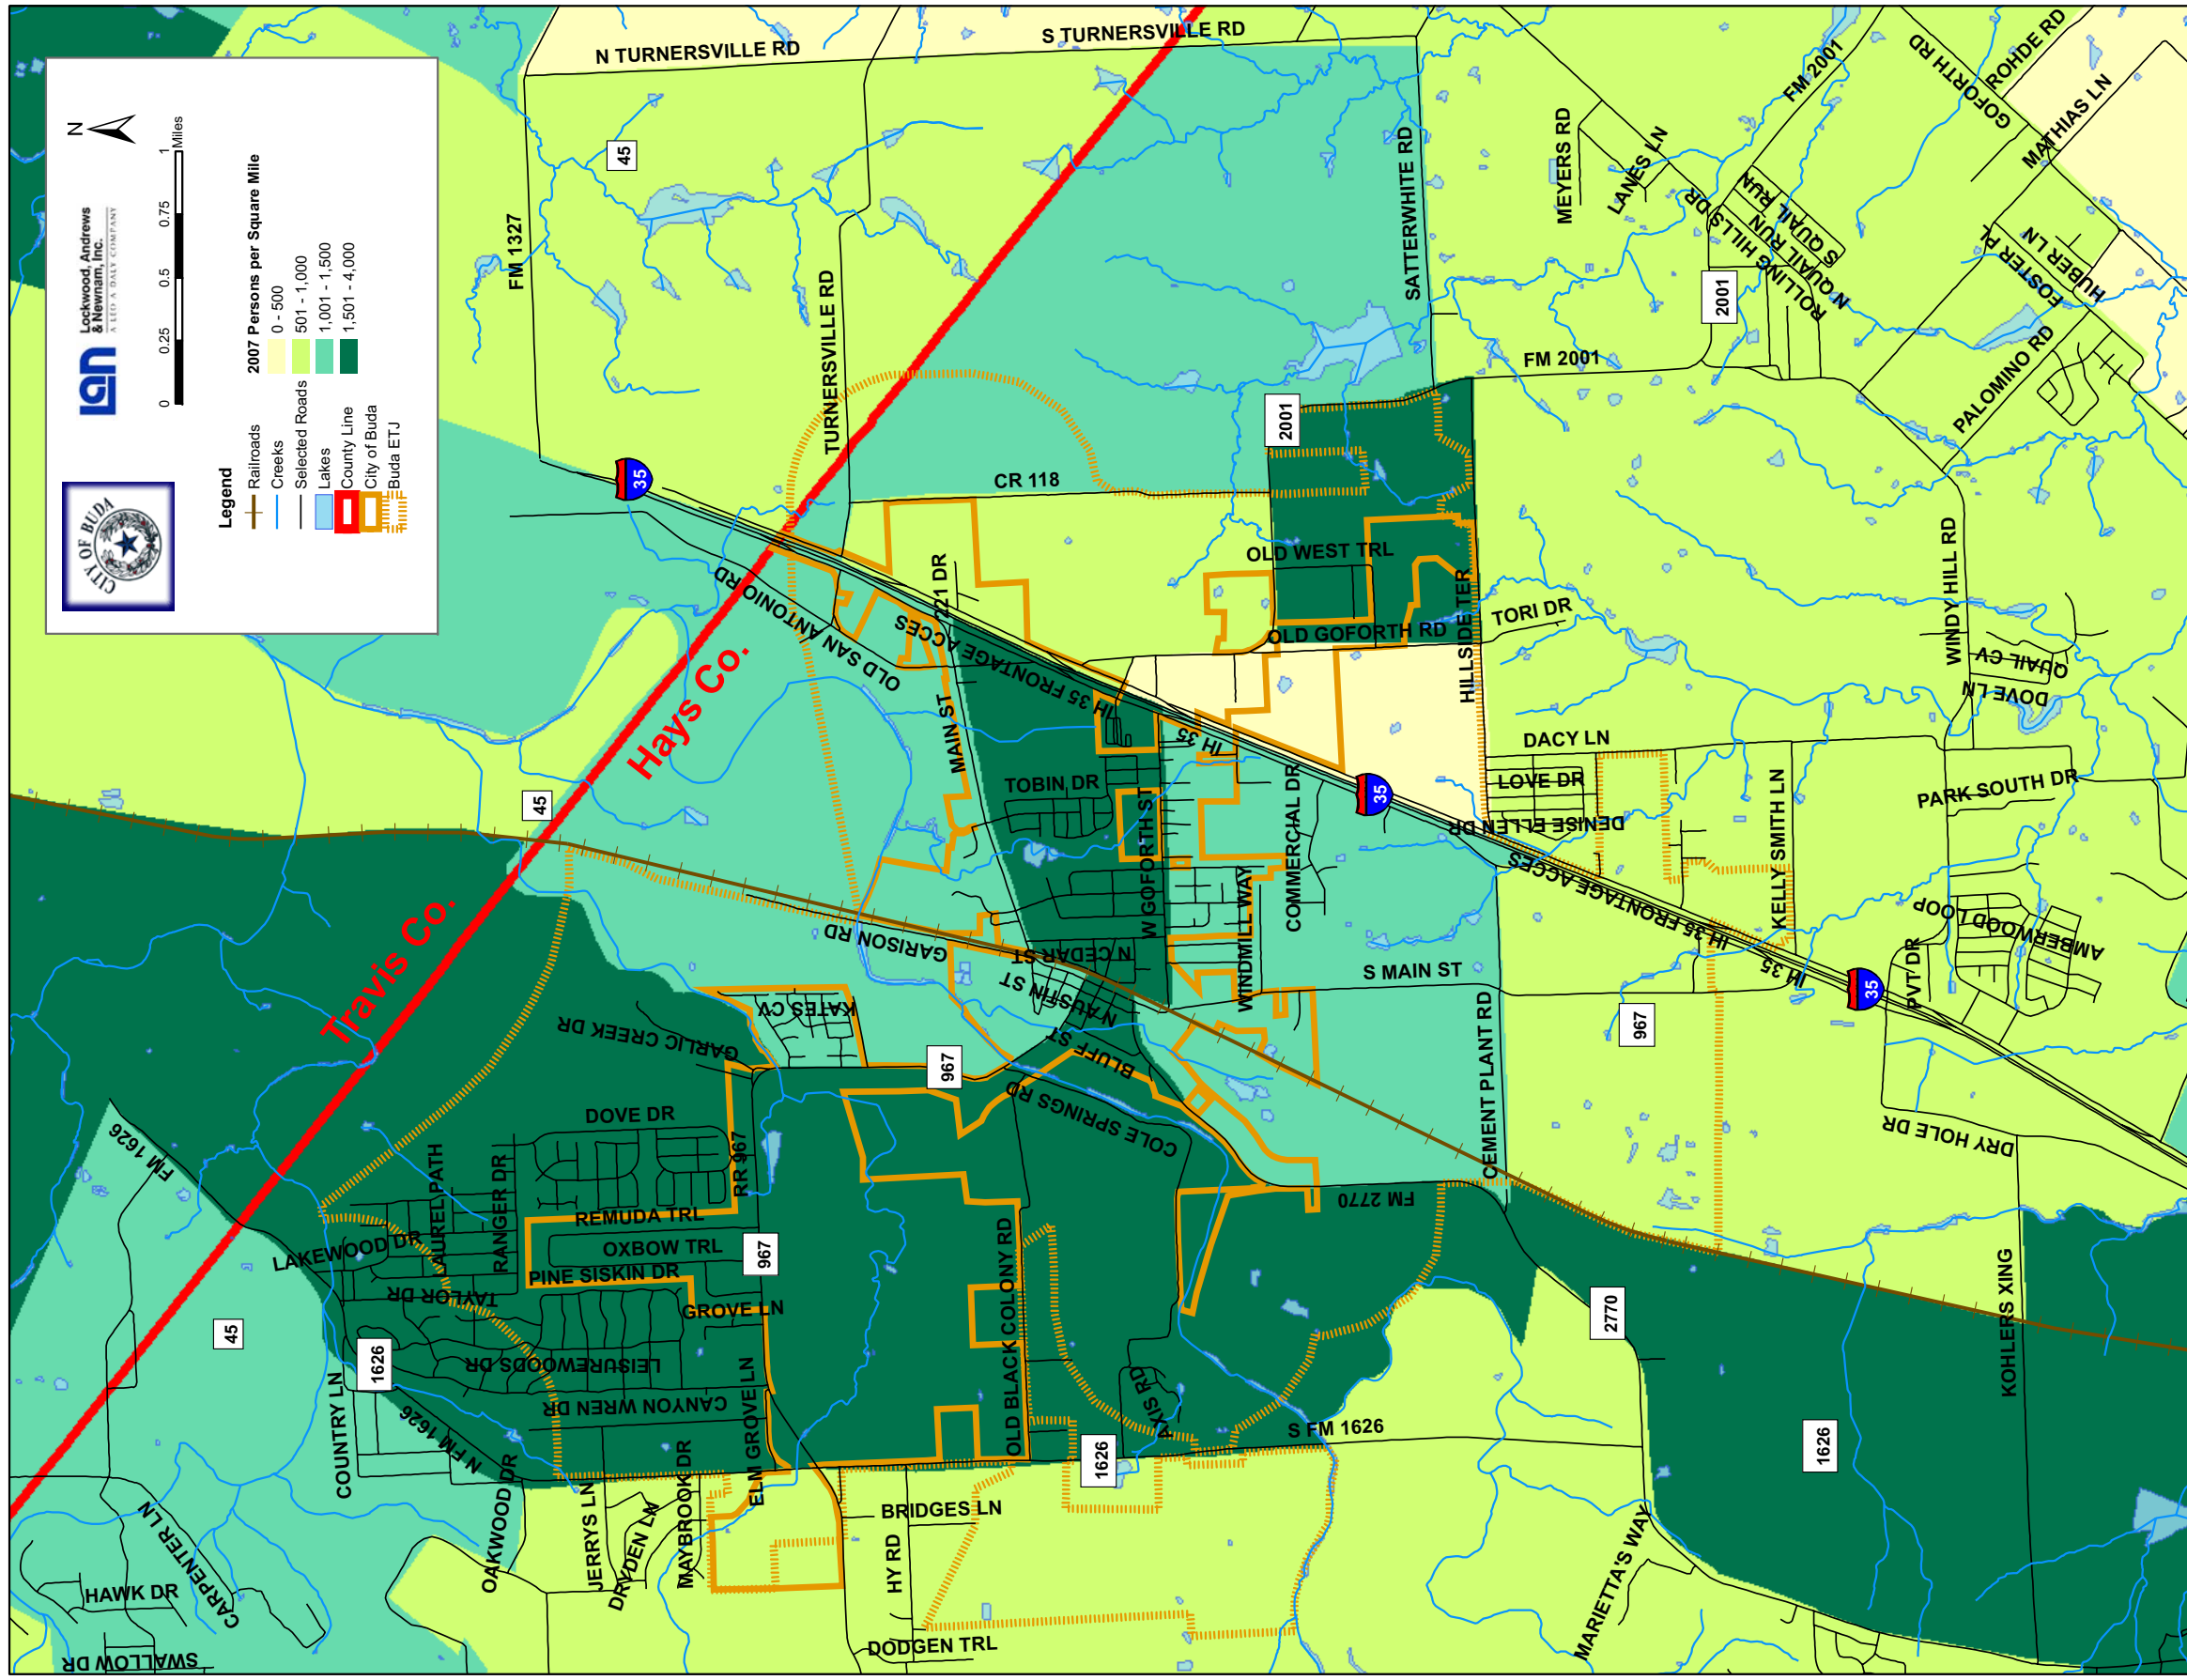 CITY OF BUDA
lan
Lockwood, Andrews
& Newnam, Inc.
A LEO A DALY COMPANY
N
0
0.25
0.5
0.75
1
Miles
Legend
Railroads
Creeks
Selected Roads
Lakes
County Line
City of Buda
Buda ETJ
2007 Persons per Square Mile
0 - 500
501 - 1,000
1,001 - 1,500
1,501 - 4,000
N TURNERSVILLE RD
S TURNERSVILLE RD
FM 1327
45
TURNERSVILLE RD
SATTERWHITE RD
MEYERS RD
LANES LN
FM 2001
GOFORTH RD
ROHDE RD
MATHIAS LN
ROLLING HILLS DR
N QUAIL RUN
S QUAIL RUN
2001
FOSTER PL
HUBER LN
PALOMINO RD
FM 2001
2001
35
CR 118
OLD WEST TRL
OLD GOFORTH RD
HILLSIDE TER
TORI DR
WINDY HILL RD
QUAIL CV
DOVE LN
OLD SAN ANTONIO RD
221 DR
IH 35 FRONTAGE ACCES
MAIN ST
IH 35
TOBIN DR
W GOFORTH ST
COMMERCIAL DR
WINDMILL WAY
35
DACY LN
LOVE DR
DENISE ELLEN DR
KELLY SMITH LN
PARK SOUTH DR
IH 35 FRONTAGE ACCES
IH 35
AMBERWOOD LOOP
PVT DR
35
Hays Co.
Travis Co.
45
GARISON RD
N CEDAR ST
N AUSTIN ST
BLUFF ST
S MAIN ST
CEMENT PLANT RD
967
DRY HOLE DR
KATES CV
GARLIC CREEK DR
967
COLE SPRINGS RD
FM 2770
FM 1626
DOVE DR
RR 967
LAUREL PATH
RANGER DR
REMUDA TRL
OXBOW TRL
967
LAKEWOOD DR
PINE SISKIN DR
TAYLOR DR
GROVE LN
45
1626
LEISUREWOODS DR
CANYON WREN DR
ELM GROVE LN
OLD BLACK COLONY RD
AXIS RD
S FM 1626
1626
2770
KOHLERS XING
1626
COUNTRY LN
N FM 1626
OAKWOOD DR
JERRYS LN
DRYDEN LN
MAYBROOK DR
BRIDGES LN
HY RD
DODGEN TRL
MARIETTA'S WAY
HAWK DR
CARPENTER LN
SWALLOW DR